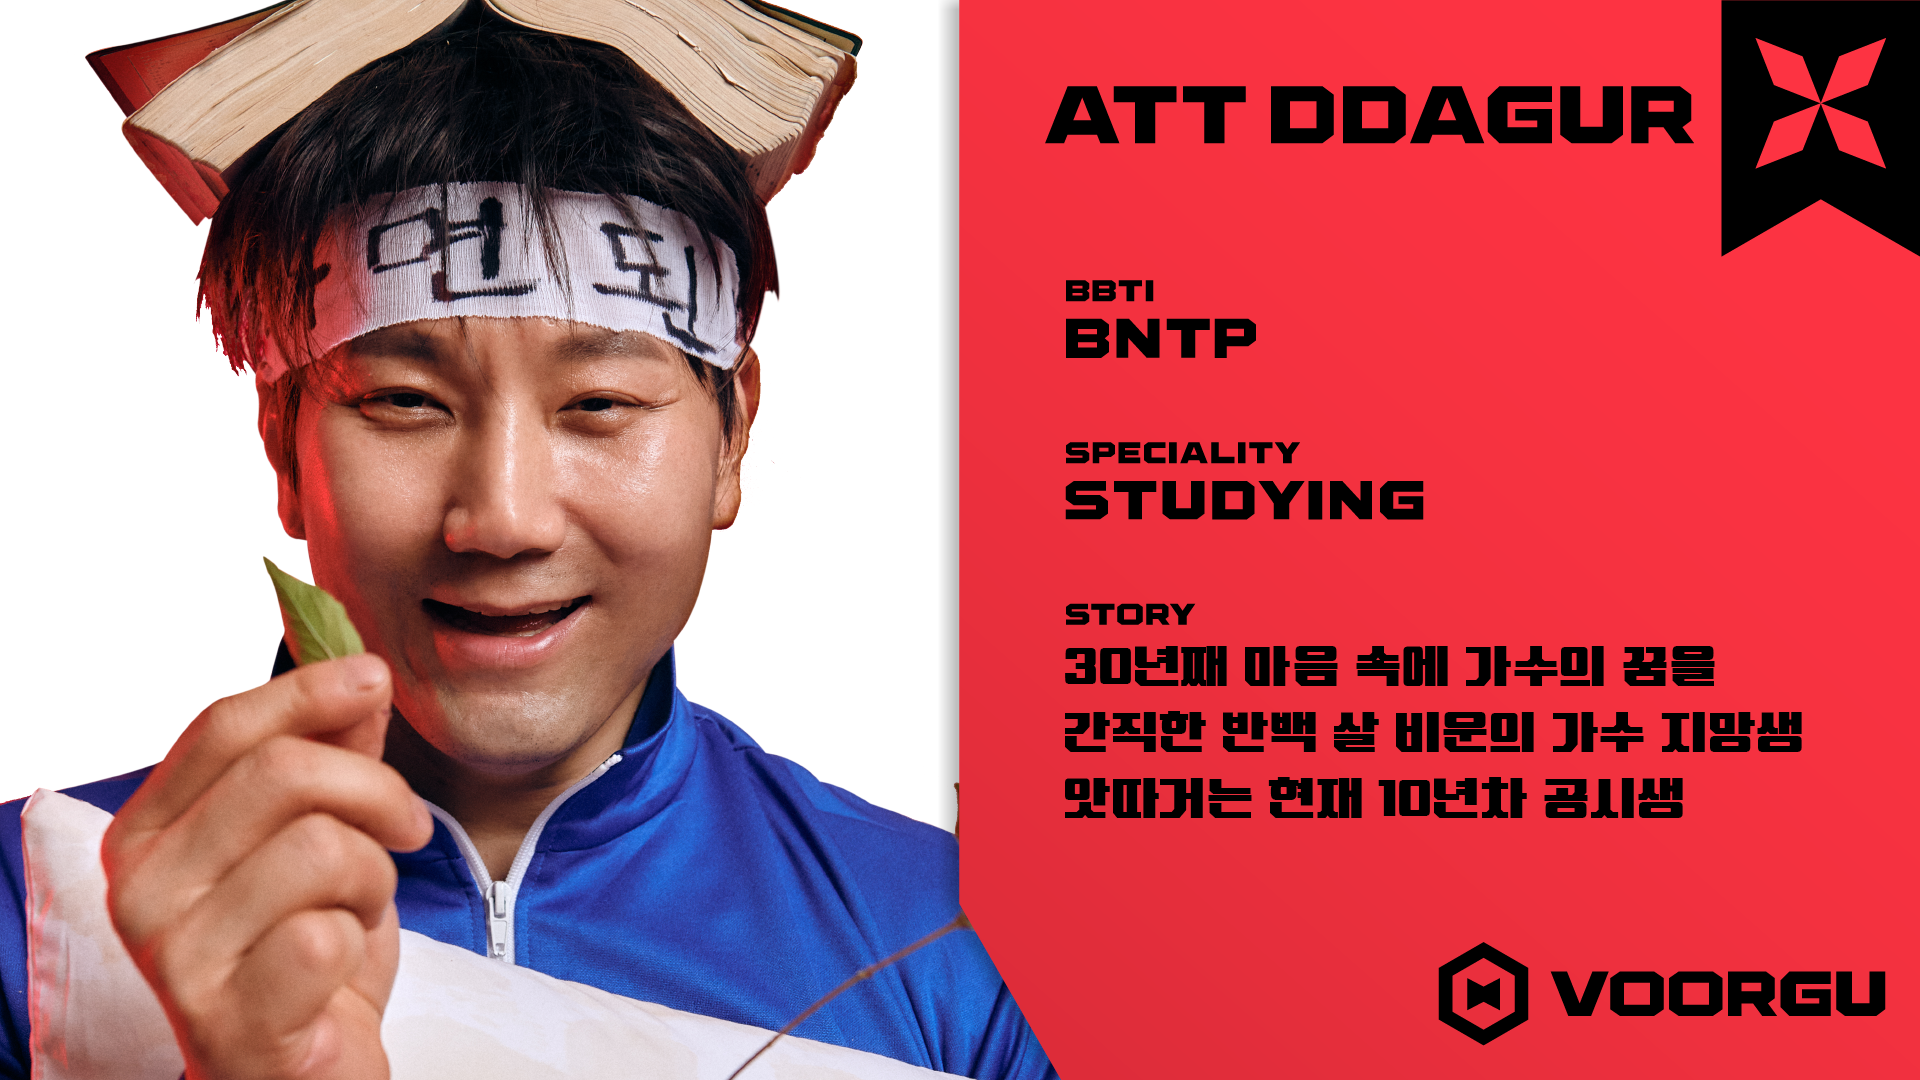 면 된
ATT DDAGUR
BBTI
BNTP
SPECIALITY
STUDYING
STORY
30년째 마음 속에 가수의 꿈을
간직한 반백 살 비운의 가수 지망생
앗따거는 현재 10년차 공시생
VOORGU